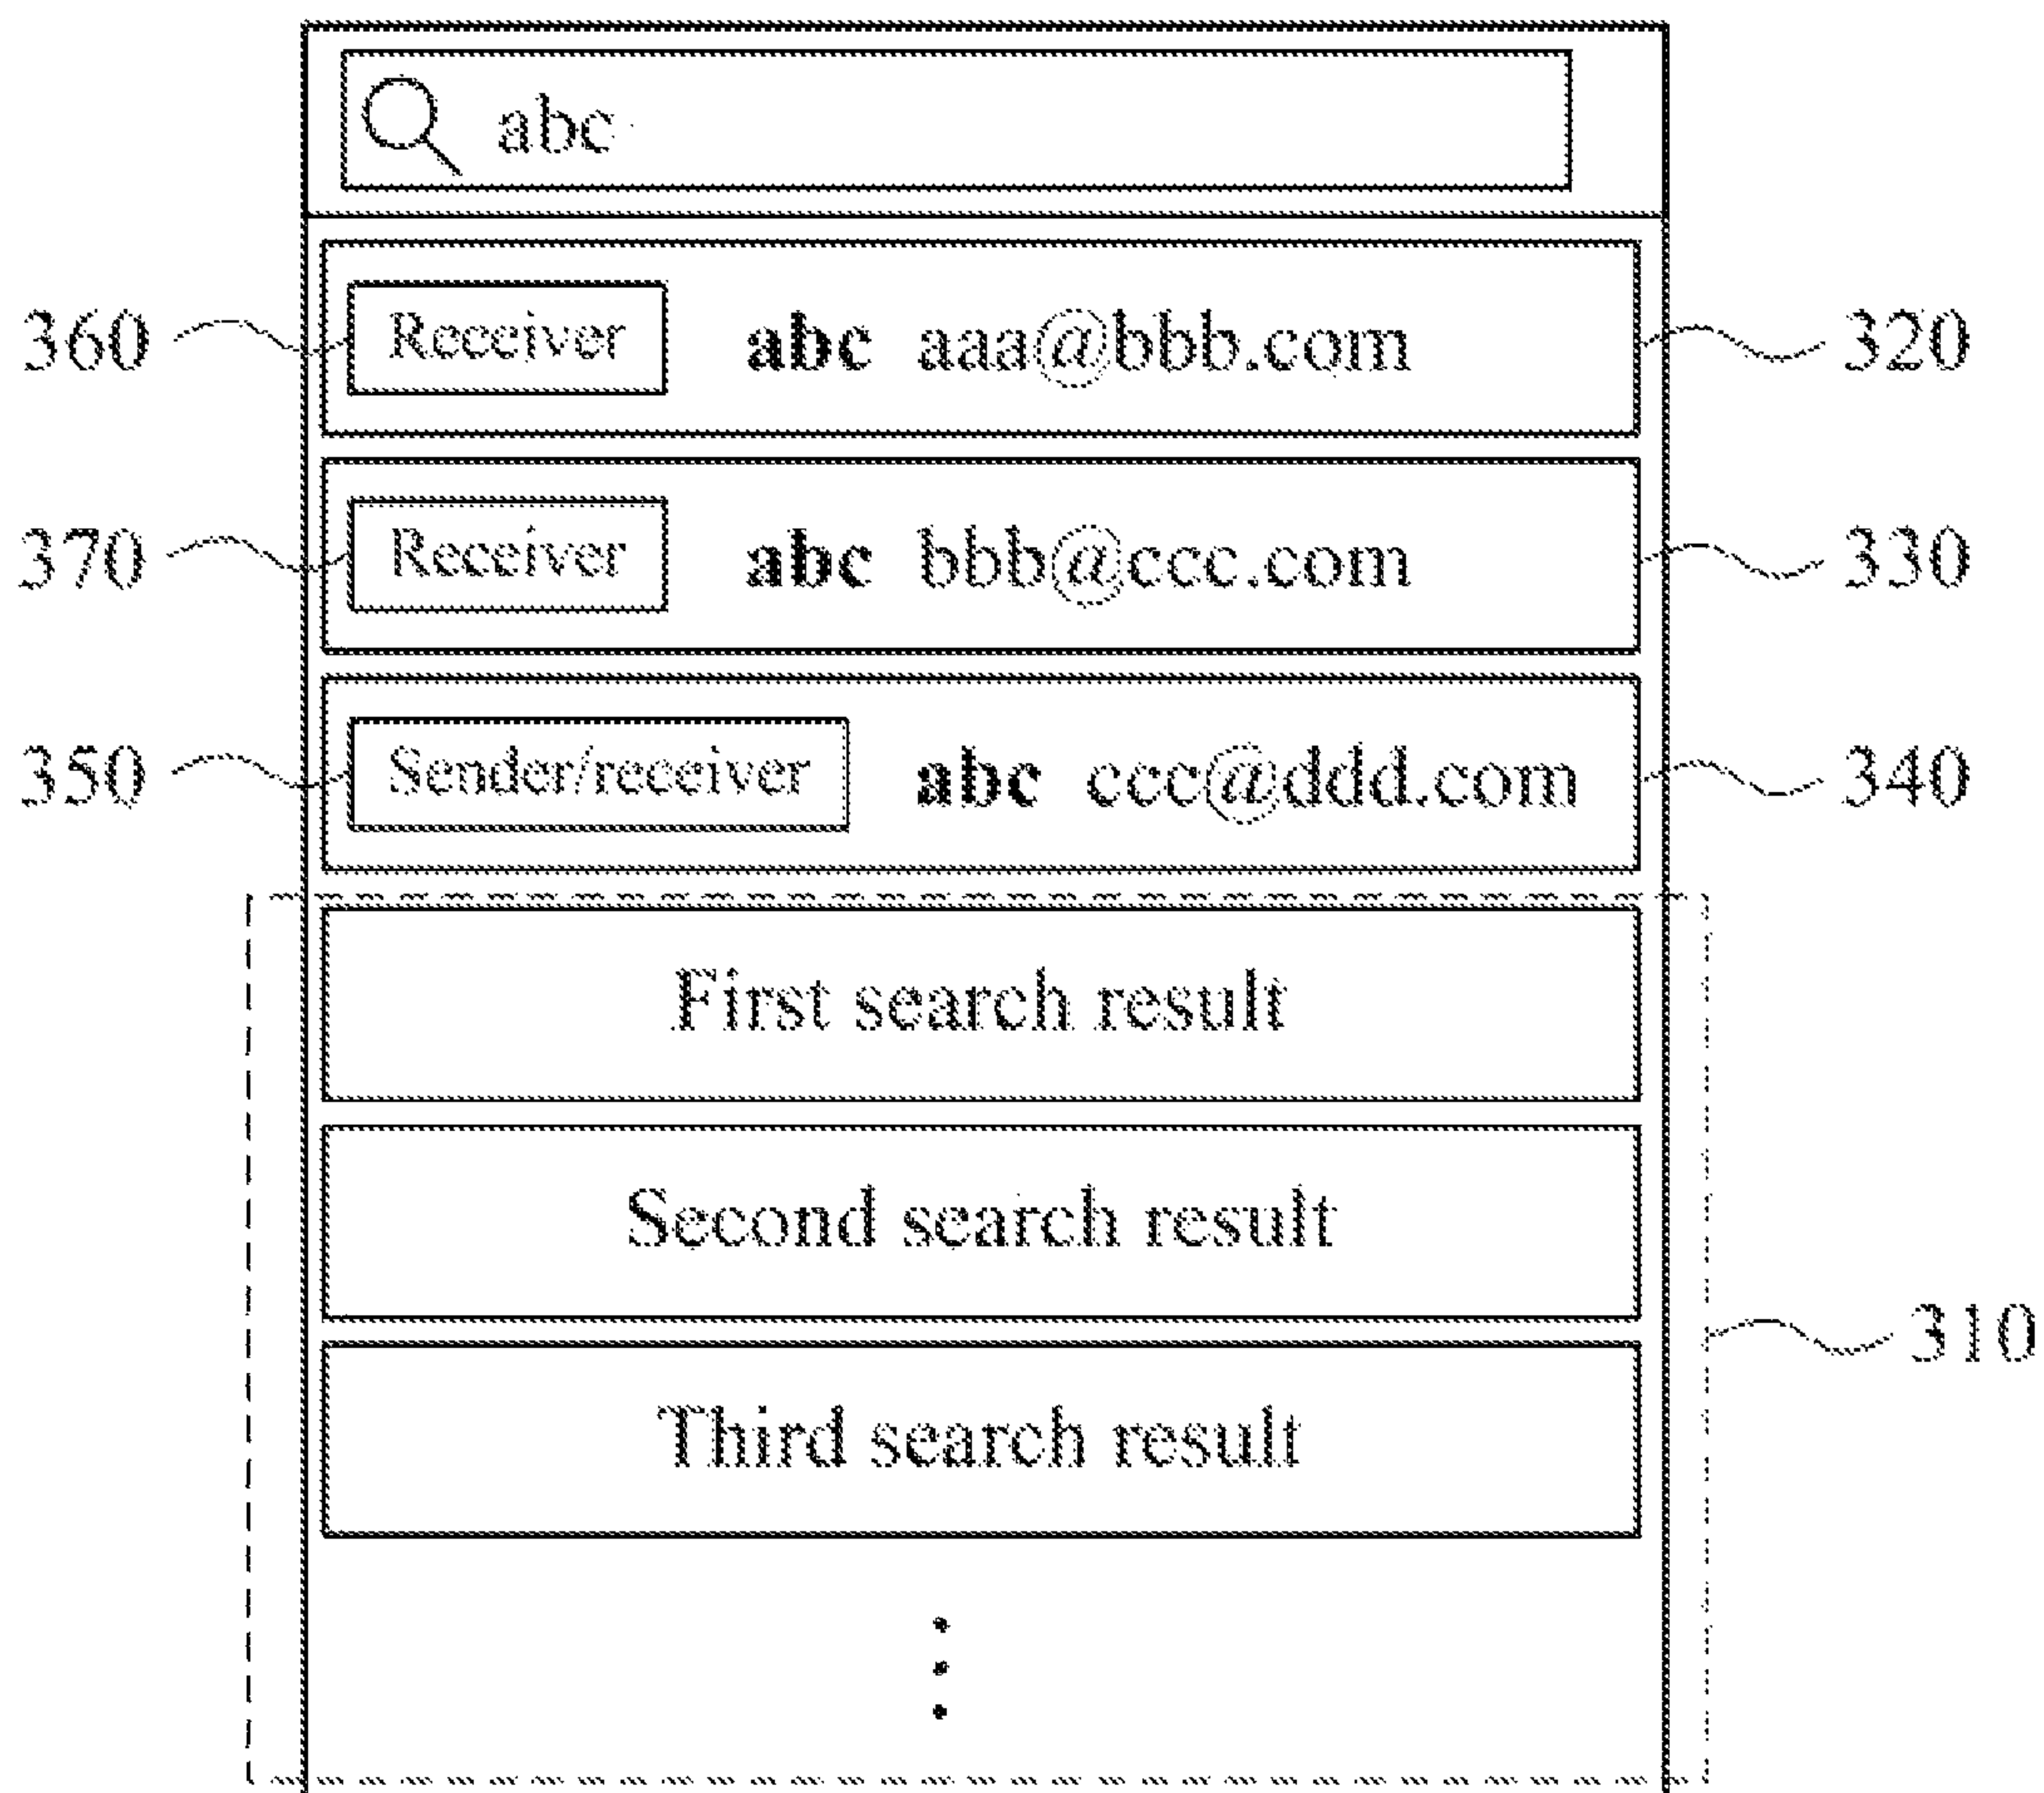 abc
360 Receiver abc aaa@bbb.com 320
370 Receiver abc bbb@ccc.com 330
350 Sender/receiver abc ccc@ddd.com 340
First search result
Second search result
310
Third search result